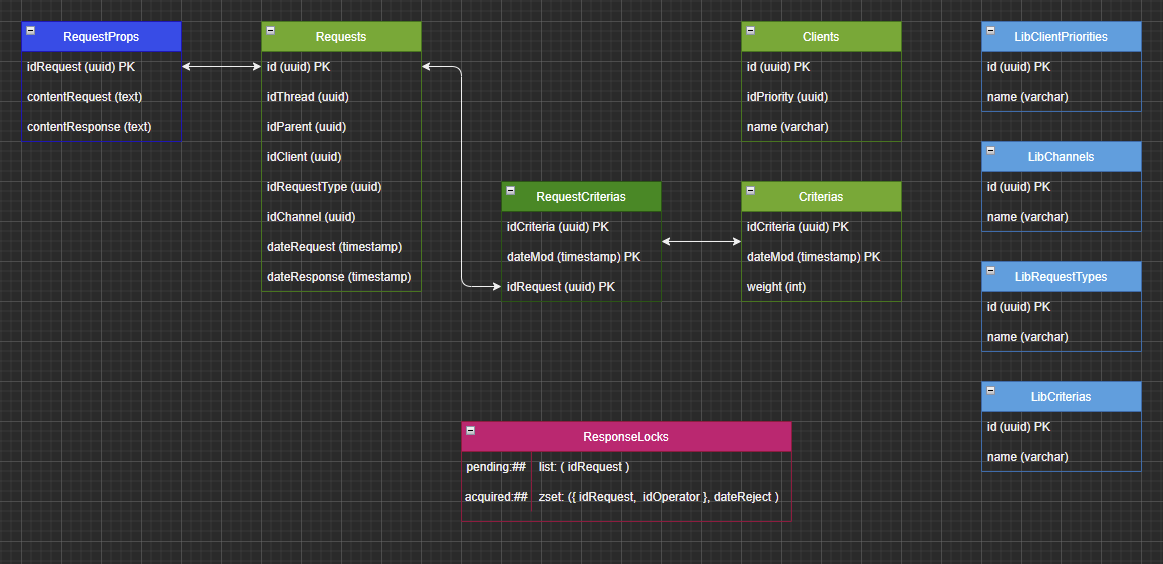 RequestProps
idRequest (uuid) PK
contentRequest (text)
contentResponse (text)
Requests
id (uuid) PK
idThread (uuid)
idParent (uuid)
idClient (uuid)
idRequestType (uuid)
idChannel (uuid)
dateRequest (timestamp)
dateResponse (timestamp)
RequestCriterias
idCriteria (uuid) PK
dateMod (timestamp) PK
idRequest (uuid) PK
Clients
id (uuid) PK
idPriority (uuid)
name (varchar)
Criterias
idCriteria (uuid) PK
dateMod (timestamp) PK
weight (int)
LibClientPriorities
id (uuid) PK
name (varchar)
LibChannels
id (uuid) PK
name (varchar)
LibRequestTypes
id (uuid) PK
name (varchar)
LibCriterias
id (uuid) PK
name (varchar)
ResponseLocks
pending:## list: ( idRequest )
acquired:## zset: ({ idRequest, idOperator }, dateReject )